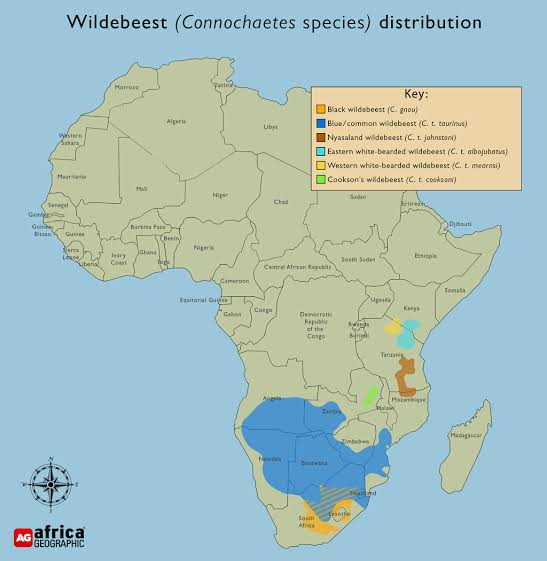 Wildebeest (Connochaetes species) distribution
Key:
Black wildebeest (C. gnou)
Blue/common wildebeest (C. t. taurinus)
Nyasaland wildebeest (C. t. johnstoni)
Eastern white-bearded wildebeest (C. t. albojubatus)
Western white-bearded wildebeest (C. t. mearnsi)
Cookson's wildebeest (C. t. cooksoni)
Tunisia
Morocco
Algeria
Libya
Western
Sahara
Mauritania
Mali
Niger
Chad
Sudan
Eritrea
Senegal
Gambia
Guinea
Bissau
Guinea
Burkina Faso
Benin
Djibouti
Sierra
Leone
Liberia
Ivory
Coast
Ghana
Togo
Nigeria
Ethiopia
South Sudan
Central African Republic
Cameroon
Somalia
Equitorial Guinea
Gabon
Congo
Democratic
Republic
of the
Congo
Uganda
Kenya
Rwanda
Burundi
Tanzania
Angola
Zambia
Malawi
Mozambique
Madagascar
Zimbabwe
Namibia
Botswana
Swaziland
Lesotho
South
Africa
N
W
E
S
AG africa
GEOGRAPHIC